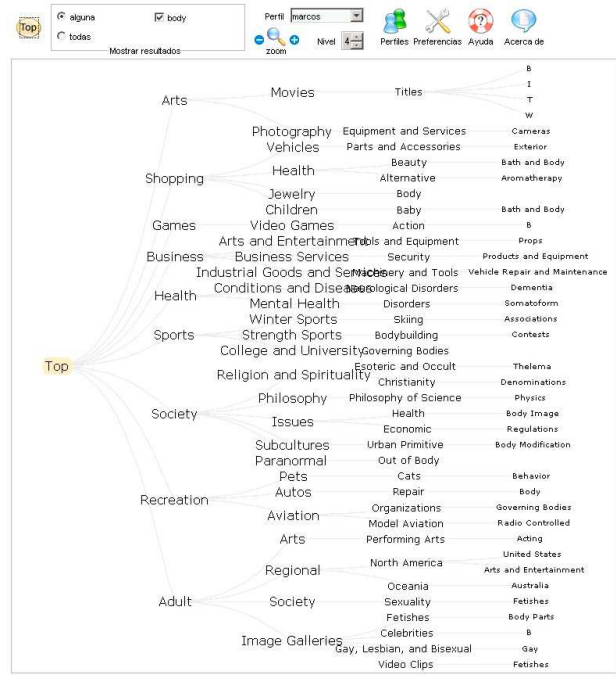 Top
alguna
todas
body
Mostrar resultados
Perfil marcos
zoom
Nivel 4
Perfiles
Preferencias
Ayuda
Acerca de
B
I
Arts Movies Titles
T
W
Photography Equipment and Services Cameras
Vehicles Parts and Accessories Exterior
Beauty Bath and Body
Shopping Health
Alternative Aromatherapy
Jewelry Body
Children Baby Bath and Body
Games Video Games Action B
Arts and Entertainment Tools and Equipment Props
Business Business Services Security Products and Equipment
Industrial Goods and Services Machinery and Tools Vehicle Repair and Maintenance
Health Conditions and Diseases Neurological Disorders Dementia
Mental Health Disorders Somatoform
Winter Sports Skiing Associations
Sports Strength Sports Bodybuilding Contests
College and University Governing Bodies
Top
Esoteric and Occult Thelema
Religion and Spirituality
Christianity Denominations
Philosophy Philosophy of Science Physics
Society
Health Body Image
Issues
Economic Regulations
Subcultures Urban Primitive Body Modification
Paranormal Out of Body
Pets Cats Behavior
Recreation Autos Repair Body
Organizations Governing Bodies
Aviation
Model Aviation Radio Controlled
Arts Performing Arts Acting
United States
Regional North America
Arts and Entertainment
Oceania Australia
Adult Society Sexuality Fetishes
Fetishes Body Parts
Celebrities B
Image Galleries
Gay, Lesbian, and Bisexual Gay
Video Clips Fetishes